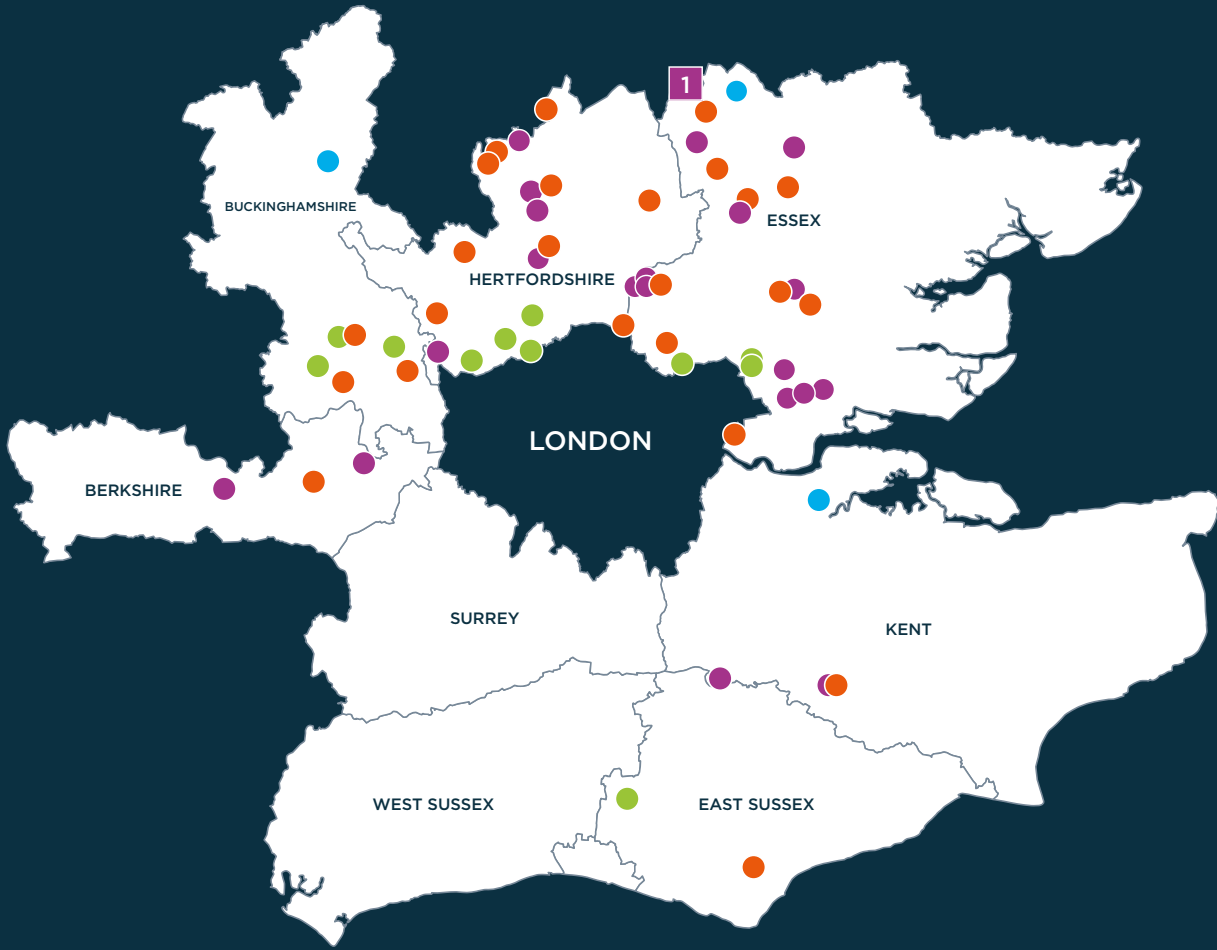 1
BUCKINGHAMSHIRE
ESSEX
HERTFORDSHIRE
LONDON
BERKSHIRE
SURREY
KENT
WEST SUSSEX
EAST SUSSEX